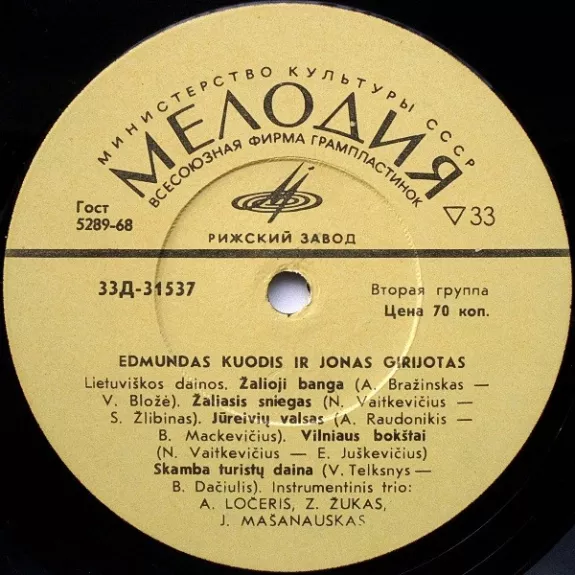 МИНИСТЕРСТВО КУЛЬТУРЫ СССР
МЕЛОДИЯ
ВСЕСОЮЗНАЯ ФИРМА ГРАМПЛАСТИНОК
Гост
5289-68
▽33
РИЖСКИЙ ЗАВОД
33Д-31537
Вторая группа
Цена 70 коп.
EDMUNDAS KUODIS IR JONAS GIRIJOTAS
Lietuviškos dainos. Žalioji banga (A. Bražinskas —
V. Bložė). Žaliasis sniegas (N. Vaitkevičius —
S. Žlibinas). Jūreivių valsas (A. Raudonikis —
B. Mackevičius). Vilniaus bokštai
(N. Vaitkevičius — E. Juškevičius)
Skamba turistų daina (V. Telksnys —
B. Dačiulis). Instrumentinis trio:
A. LOČERIS, Z. ŽUKAS,
J. MAŠANAUSKAS